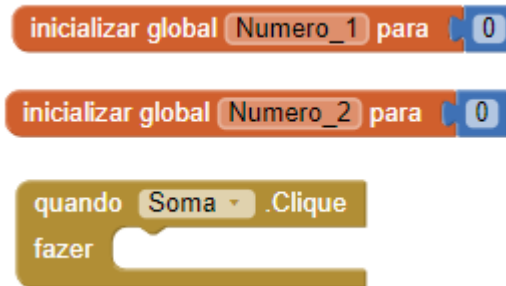 inicializar global Numero_1 para 0
inicializar global Numero_2 para 0
quando Soma .Clique
fazer